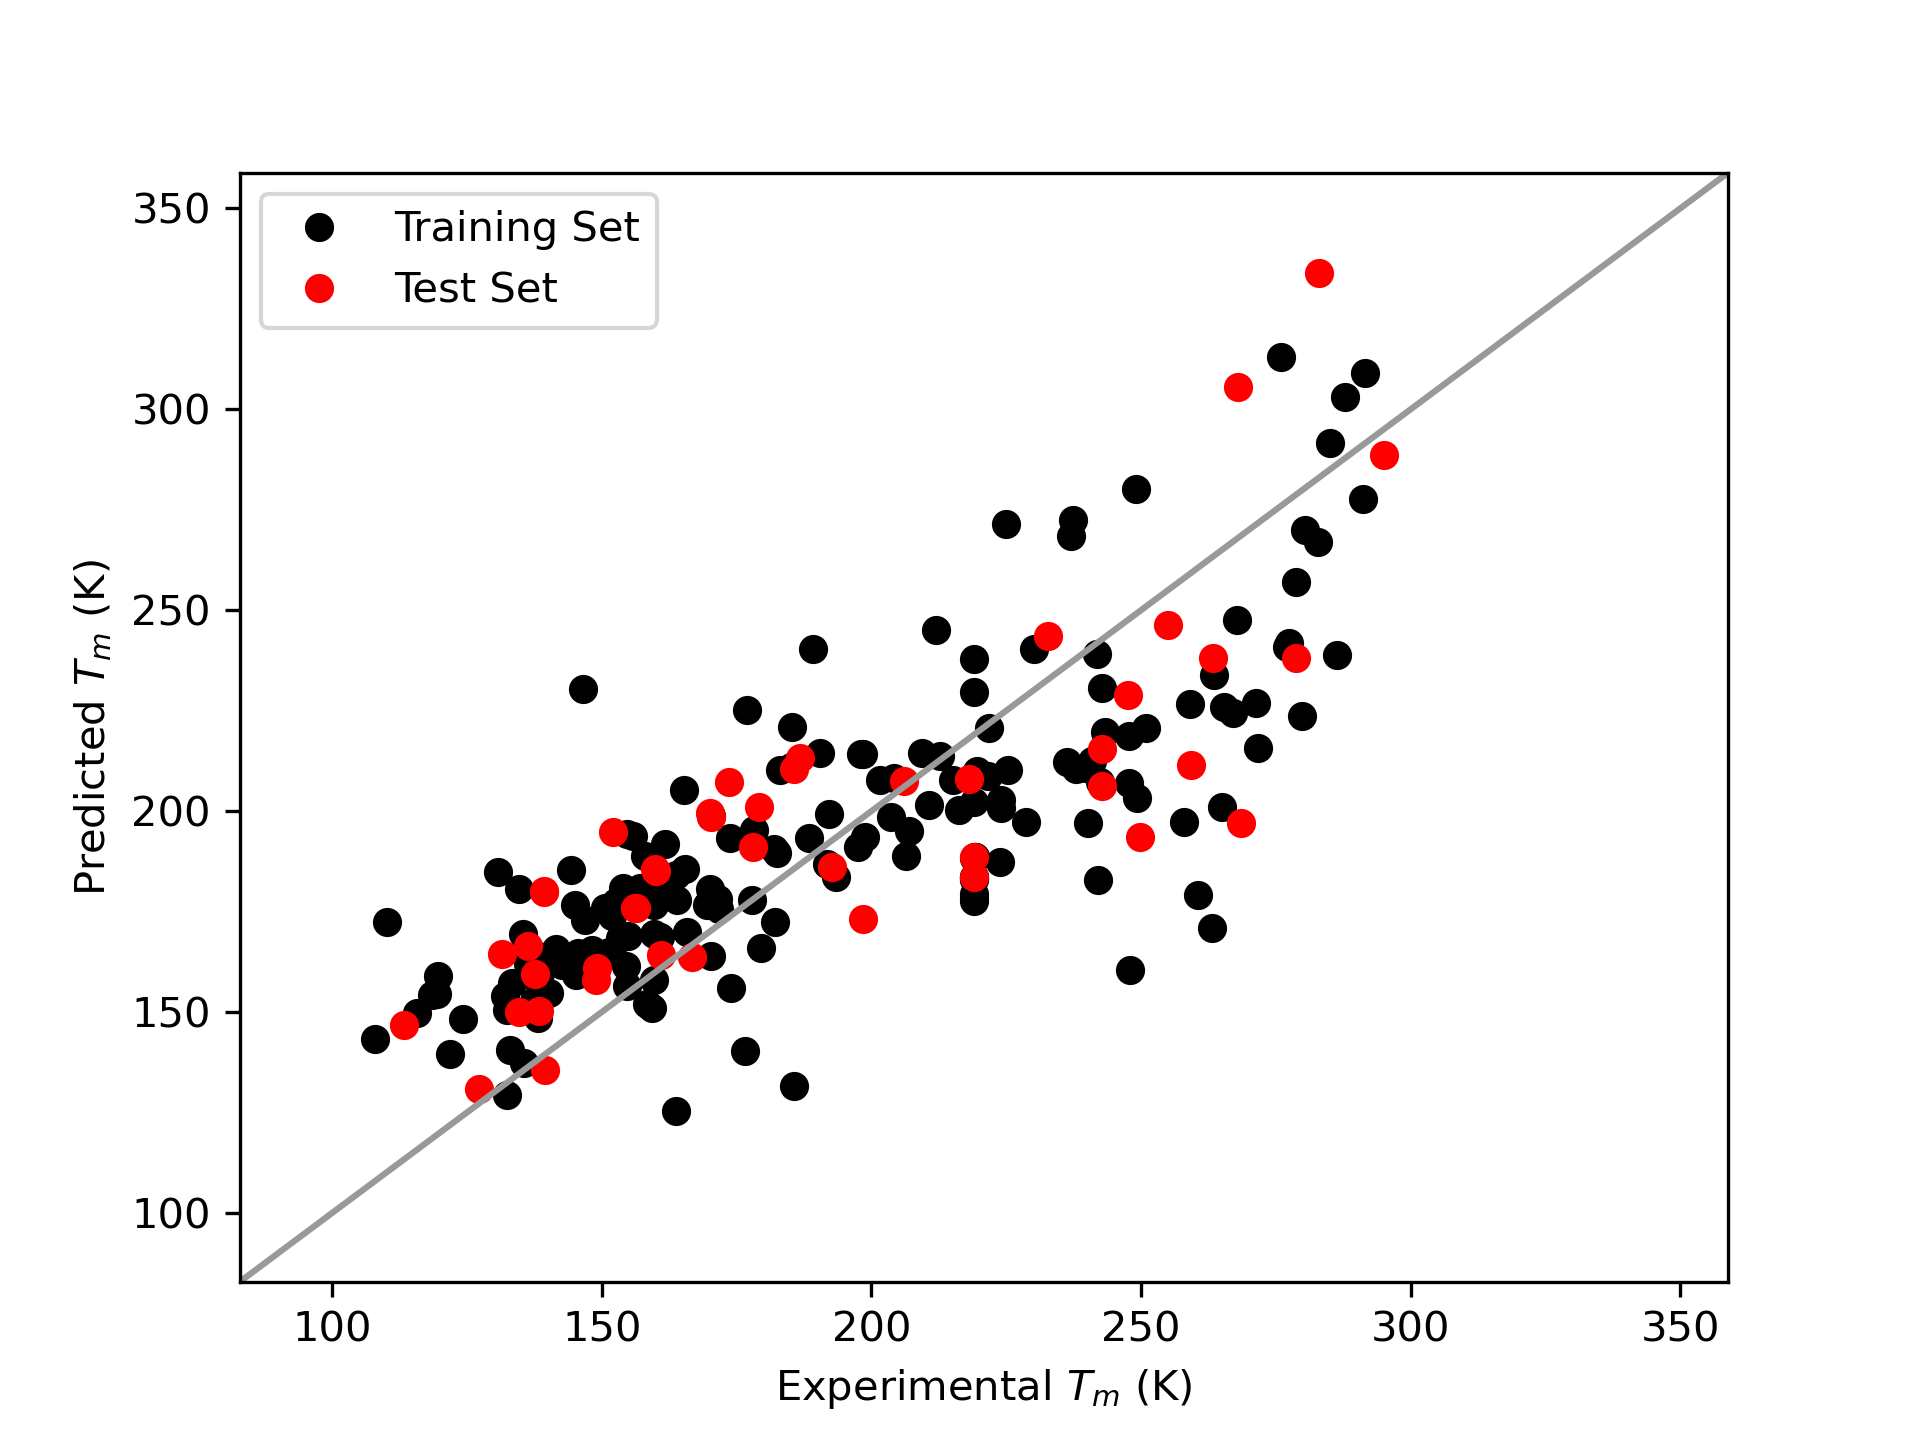 Training Set
Test Set
350
300
250
200
150
100
Predicted Tm (K)
100 150 200 250 300 350
Experimental Tm (K)